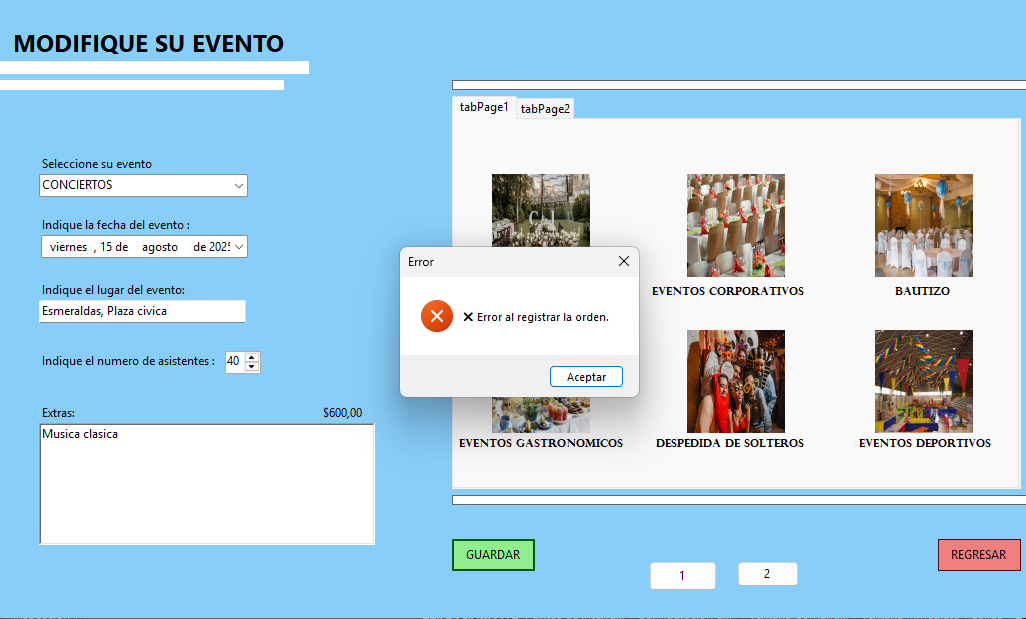 MODIFIQUE SU EVENTO
tabPage1
tabPage2
Seleccione su evento
CONCIERTOS
Indique la fecha del evento :
viernes , 15 de agosto de 2025
Indique el lugar del evento:
Esmeraldas, Plaza civica
Indique el numero de asistentes : 40
Extras: $600,00
Musica clasica
Error
❌ Error al registrar la orden.
Aceptar
EVENTOS CORPORATIVOS
BAUTIZO
EVENTOS GASTRONOMICOS
DESPEDIDA DE SOLTEROS
EVENTOS DEPORTIVOS
GUARDAR
1
2
REGRESAR